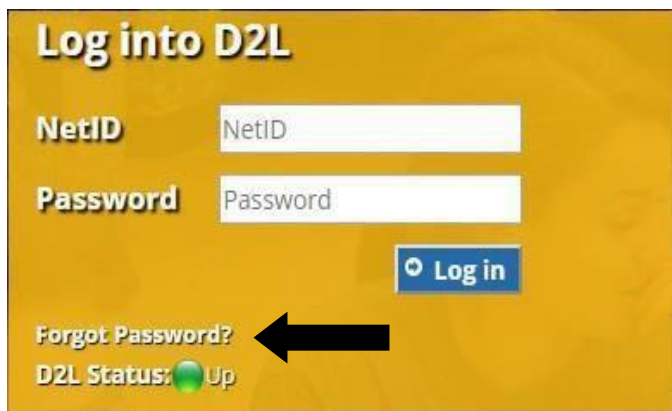 Log into D2L
NetID NetID
Password Password
Log in
Forgot Password?
D2L Status: Up